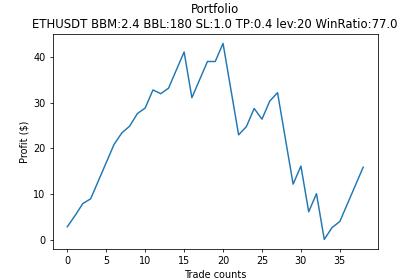 Portfolio
ETHUSDT BBM:2.4 BBL:180 SL:1.0 TP:0.4 lev:20 WinRatio:77.0
Profit ($)
40
30
20
10
0
0 5 10 15 20 25 30 35
Trade counts